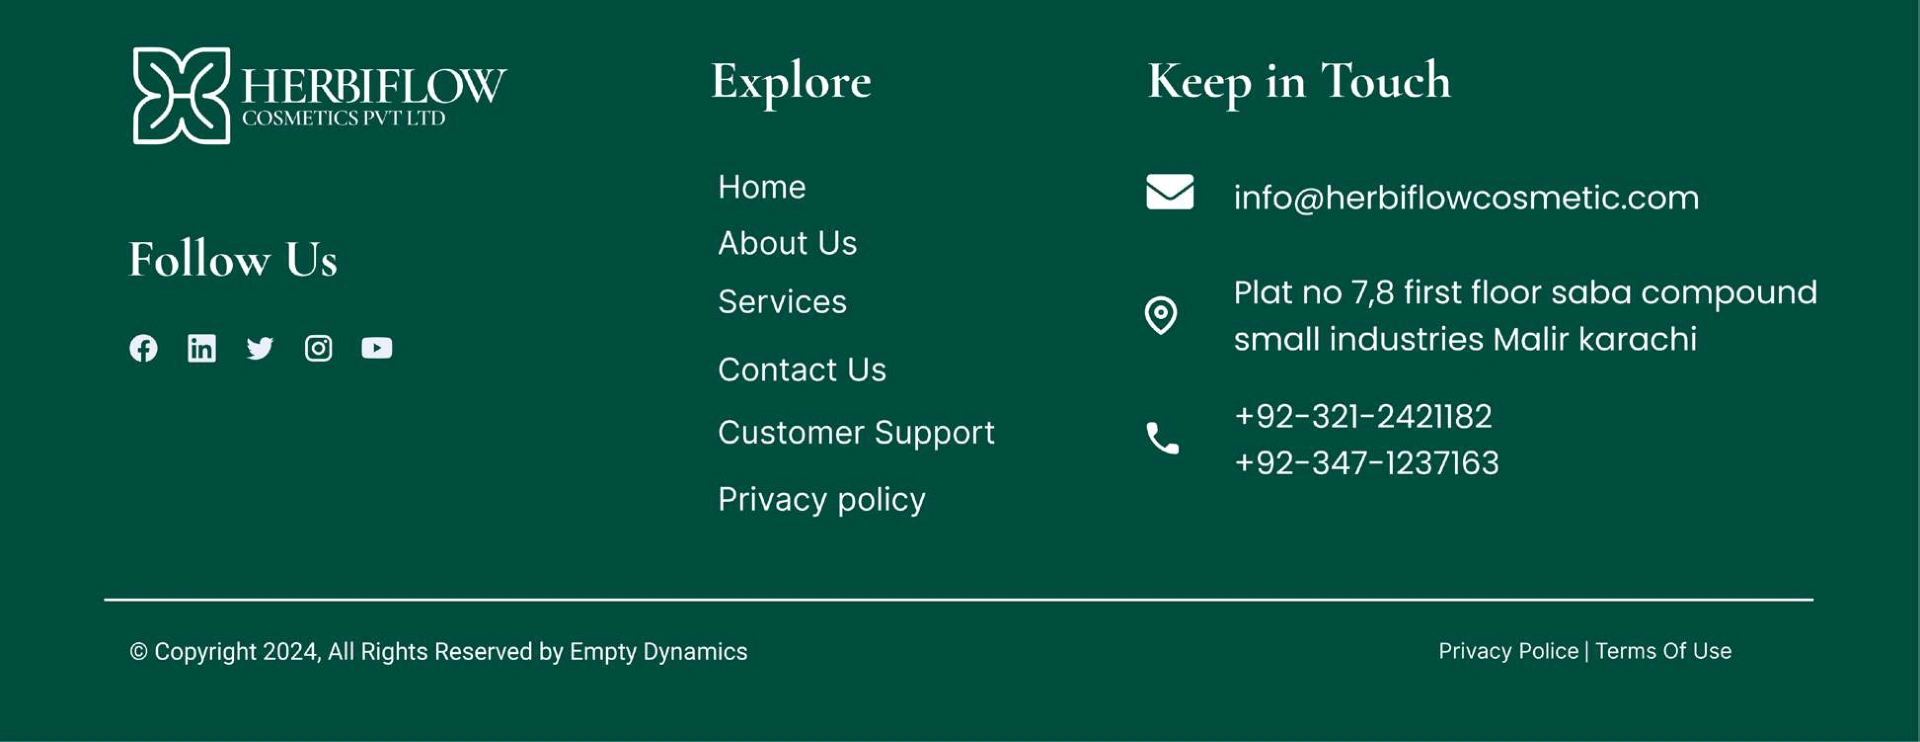 HERBIFLOW
COSMETICS PVT LTD
Follow Us
Explore
Home
About Us
Services
Contact Us
Customer Support
Privacy policy
Keep in Touch
info@herbiflowcosmetic.com
Plat no 7,8 first floor saba compound
small industries Malir karachi
+92-321-2421182
+92-347-1237163
© Copyright 2024, All Rights Reserved by Empty Dynamics
Privacy Police | Terms Of Use